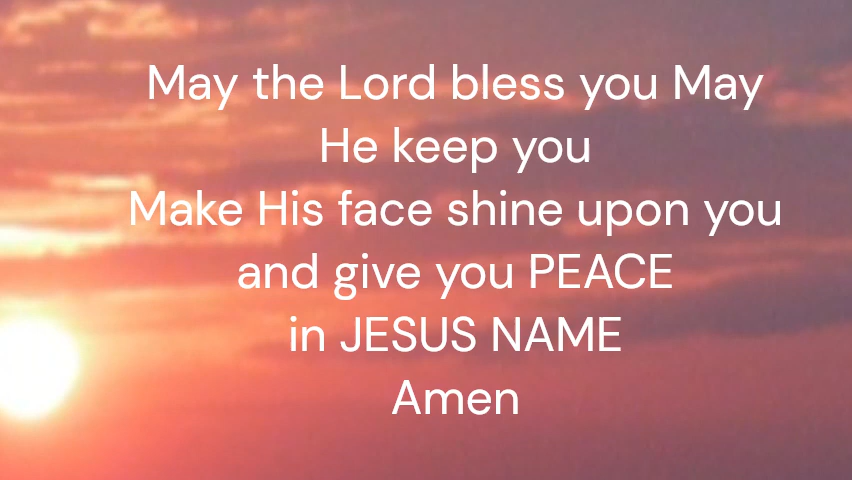 May the Lord bless you May
He keep you
Make His face shine upon you
and give you PEACE
in JESUS NAME
Amen